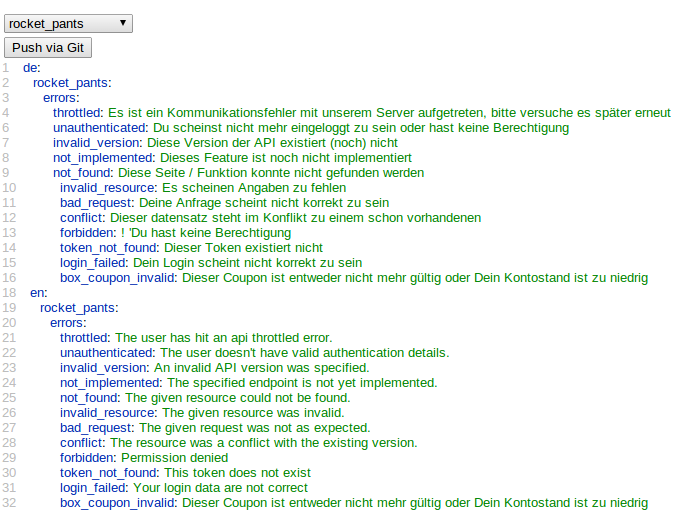 rocket_pants
Push via Git
1 de:
2 rocket_pants:
3 errors:
4 throttled: Es ist ein Kommunikationsfehler mit unserem Server aufgetreten, bitte versuche es später erneut
6 unauthenticated: Du scheinst nicht mehr eingeloggt zu sein oder hast keine Berechtigung
7 invalid_version: Diese Version der API existiert (noch) nicht
8 not_implemented: Dieses Feature ist noch nicht implementiert
9 not_found: Diese Seite / Funktion konnte nicht gefunden werden
10 invalid_resource: Es scheinen Angaben zu fehlen
11 bad_request: Deine Anfrage scheint nicht korrekt zu sein
12 conflict: Dieser datensatz steht im Konflikt zu einem schon vorhandenen
13 forbidden: ! 'Du hast keine Berechtigung
14 token_not_found: Dieser Token existiert nicht
15 login_failed: Dein Login scheint nicht korrekt zu sein
16 box_coupon_invalid: Dieser Coupon ist entweder nicht mehr gültig oder Dein Kontostand ist zu niedrig
18 en:
19 rocket_pants:
20 errors:
21 throttled: The user has hit an api throttled error.
22 unauthenticated: The user doesn't have valid authentication details.
23 invalid_version: An invalid API version was specified.
24 not_implemented: The specified endpoint is not yet implemented.
25 not_found: The given resource could not be found.
26 invalid_resource: The given resource was invalid.
27 bad_request: The given request was not as expected.
28 conflict: The resource was a conflict with the existing version.
29 forbidden: Permission denied
30 token_not_found: This token does not exist
31 login_failed: Your login data are not correct
32 box_coupon_invalid: Dieser Coupon ist entweder nicht mehr gültig oder Dein Kontostand ist zu niedrig